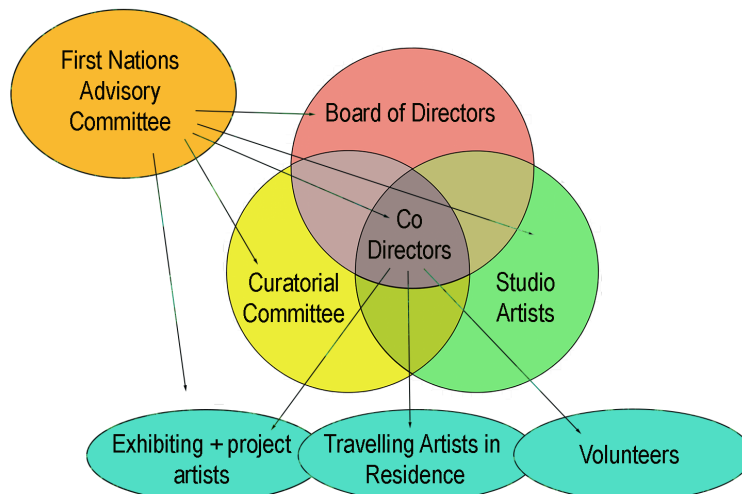 First Nations
Advisory
Committee
Board of Directors
Co
Directors
Curatorial
Committee
Studio
Artists
Exhibiting + project
artists
Travelling Artists in
Residence
Volunteers